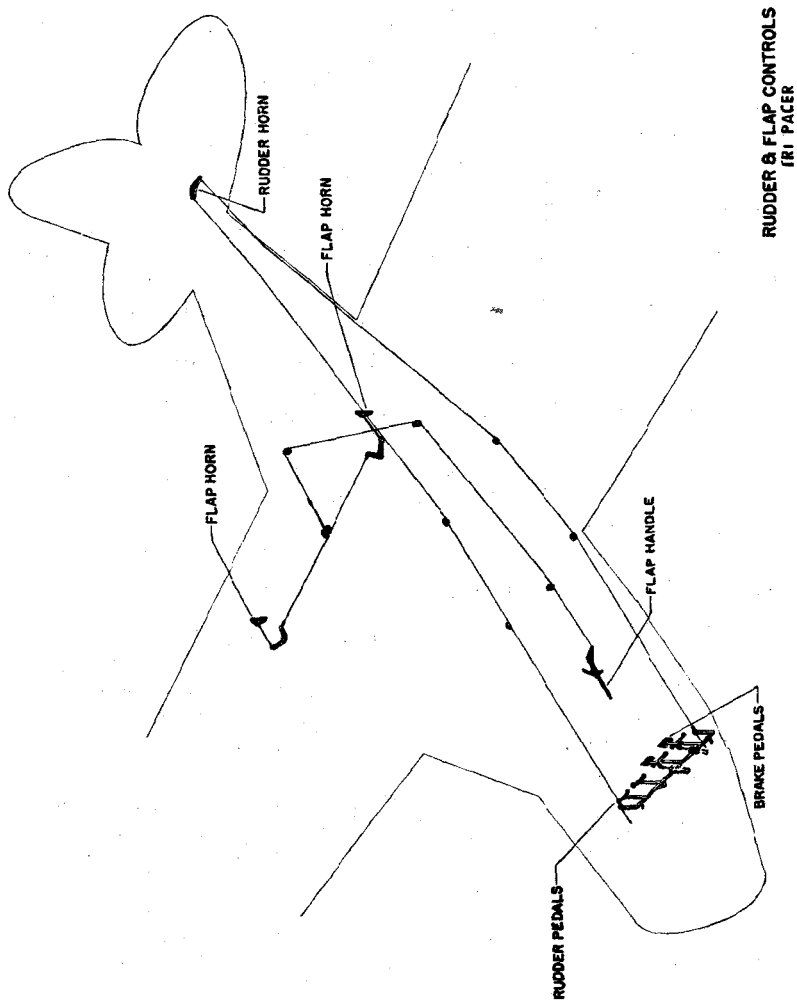 RUDDER HORN
FLAP HORN
FLAP HORN
FLAP HANDLE
BRAKE PEDALS
RUDDER PEDALS
RUDDER & FLAP CONTROLS
TRI PACER